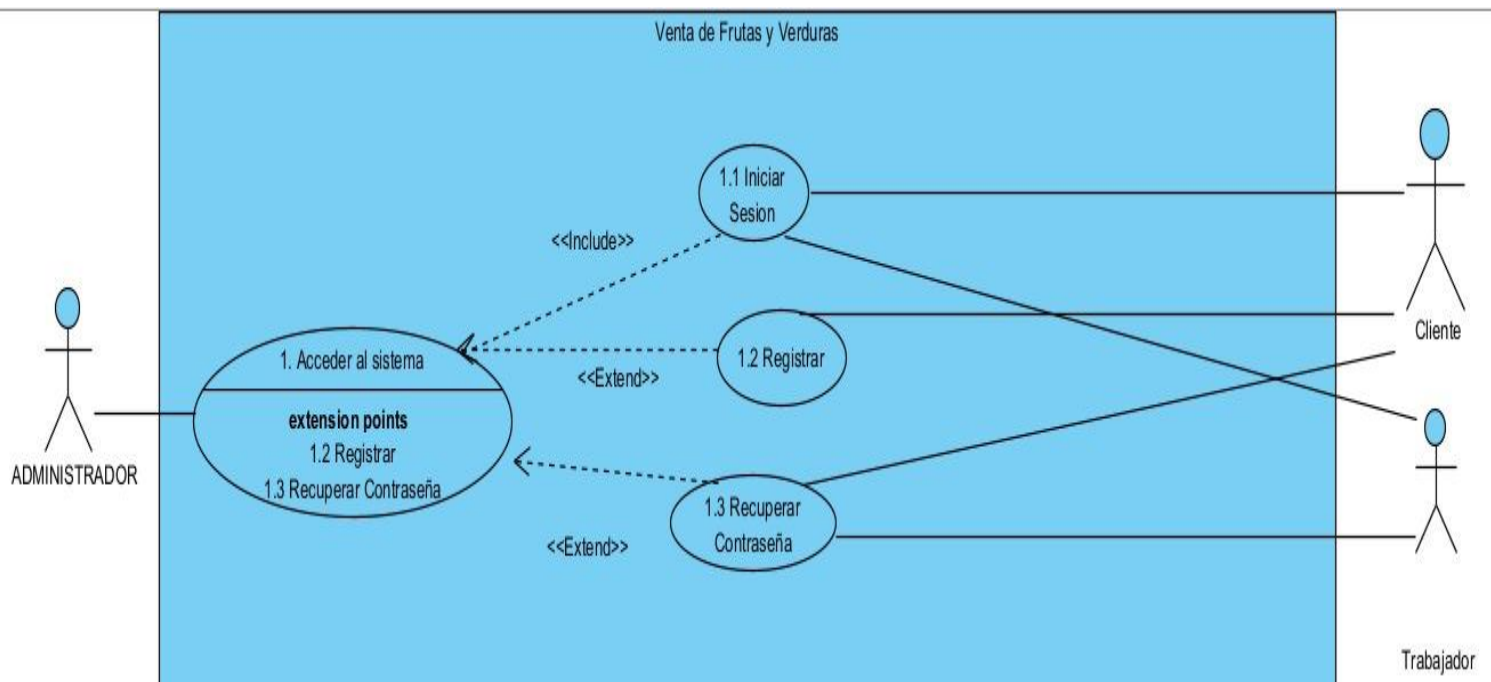 Venta de Frutas y Verduras
1.1 Iniciar
Sesion
<<Include>>
Cliente
1. Acceder al sistema
extension points
1.2 Registrar
1.3 Recuperar Contraseña
1.2 Registrar
<<Extend>>
ADMINISTRADOR
1.3 Recuperar
Contraseña
<<Extend>>
Trabajador